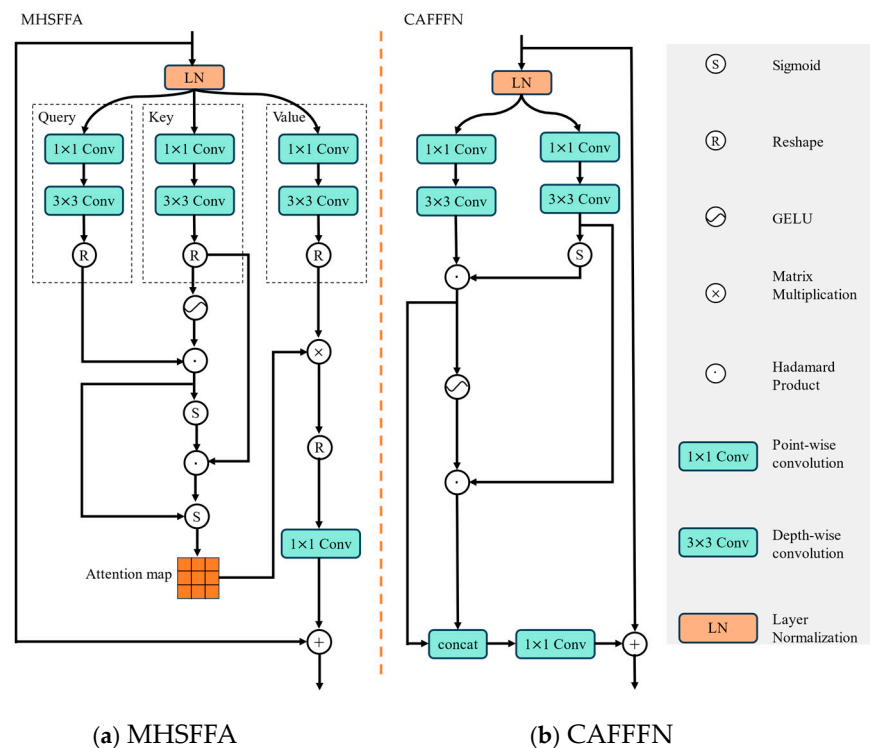 MHSFFA
LN
Query
Key
Value
1×1 Conv
1×1 Conv
1×1 Conv
3×3 Conv
3×3 Conv
3×3 Conv
R
R
R
×
S
R
S
1×1 Conv
Attention map
+
(a) MHSFFA
CAFFFN
LN
1×1 Conv
1×1 Conv
3×3 Conv
3×3 Conv
S
concat
1×1 Conv
+
(b) CAFFFN
S
Sigmoid
R
Reshape
GELU
×
Matrix
Multiplication
Hadamard
Product
1×1 Conv
Point-wise
convolution
3×3 Conv
Depth-wise
convolution
LN
Layer
Normalization